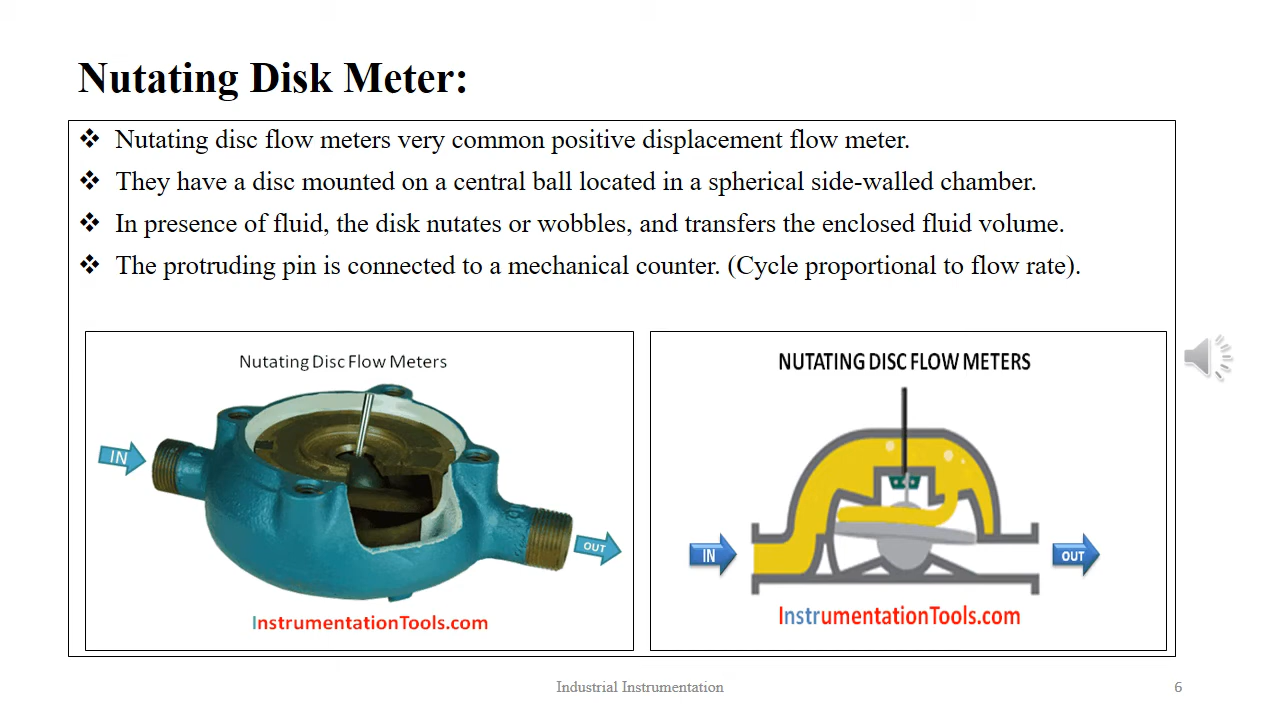 Nutating Disk Meter:
❖ Nutating disc flow meters very common positive displacement flow meter.
❖ They have a disc mounted on a central ball located in a spherical side-walled chamber.
❖ In presence of fluid, the disk nutates or wobbles, and transfers the enclosed fluid volume.
❖ The protruding pin is connected to a mechanical counter. (Cycle proportional to flow rate).
Nutating Disc Flow Meters
IN
OUT
InstrumentationTools.com
NUTATING DISC FLOW METERS
IN
OUT
InstrumentationTools.com
Industrial Instrumentation
6